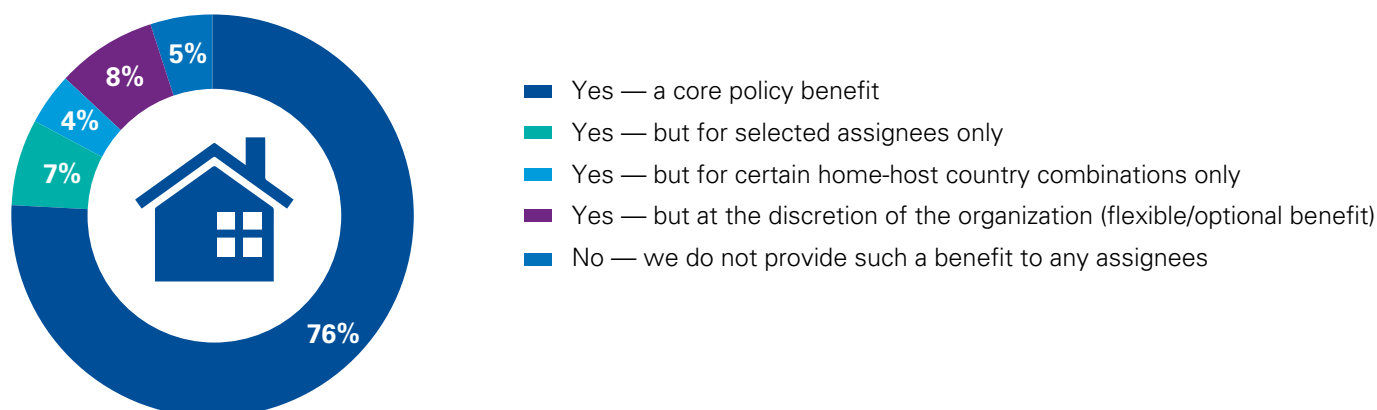 5%
8%
4%
7%
76%
Yes — a core policy benefit
Yes — but for selected assignees only
Yes — but for certain home-host country combinations only
Yes — but at the discretion of the organization (flexible/optional benefit)
No — we do not provide such a benefit to any assignees